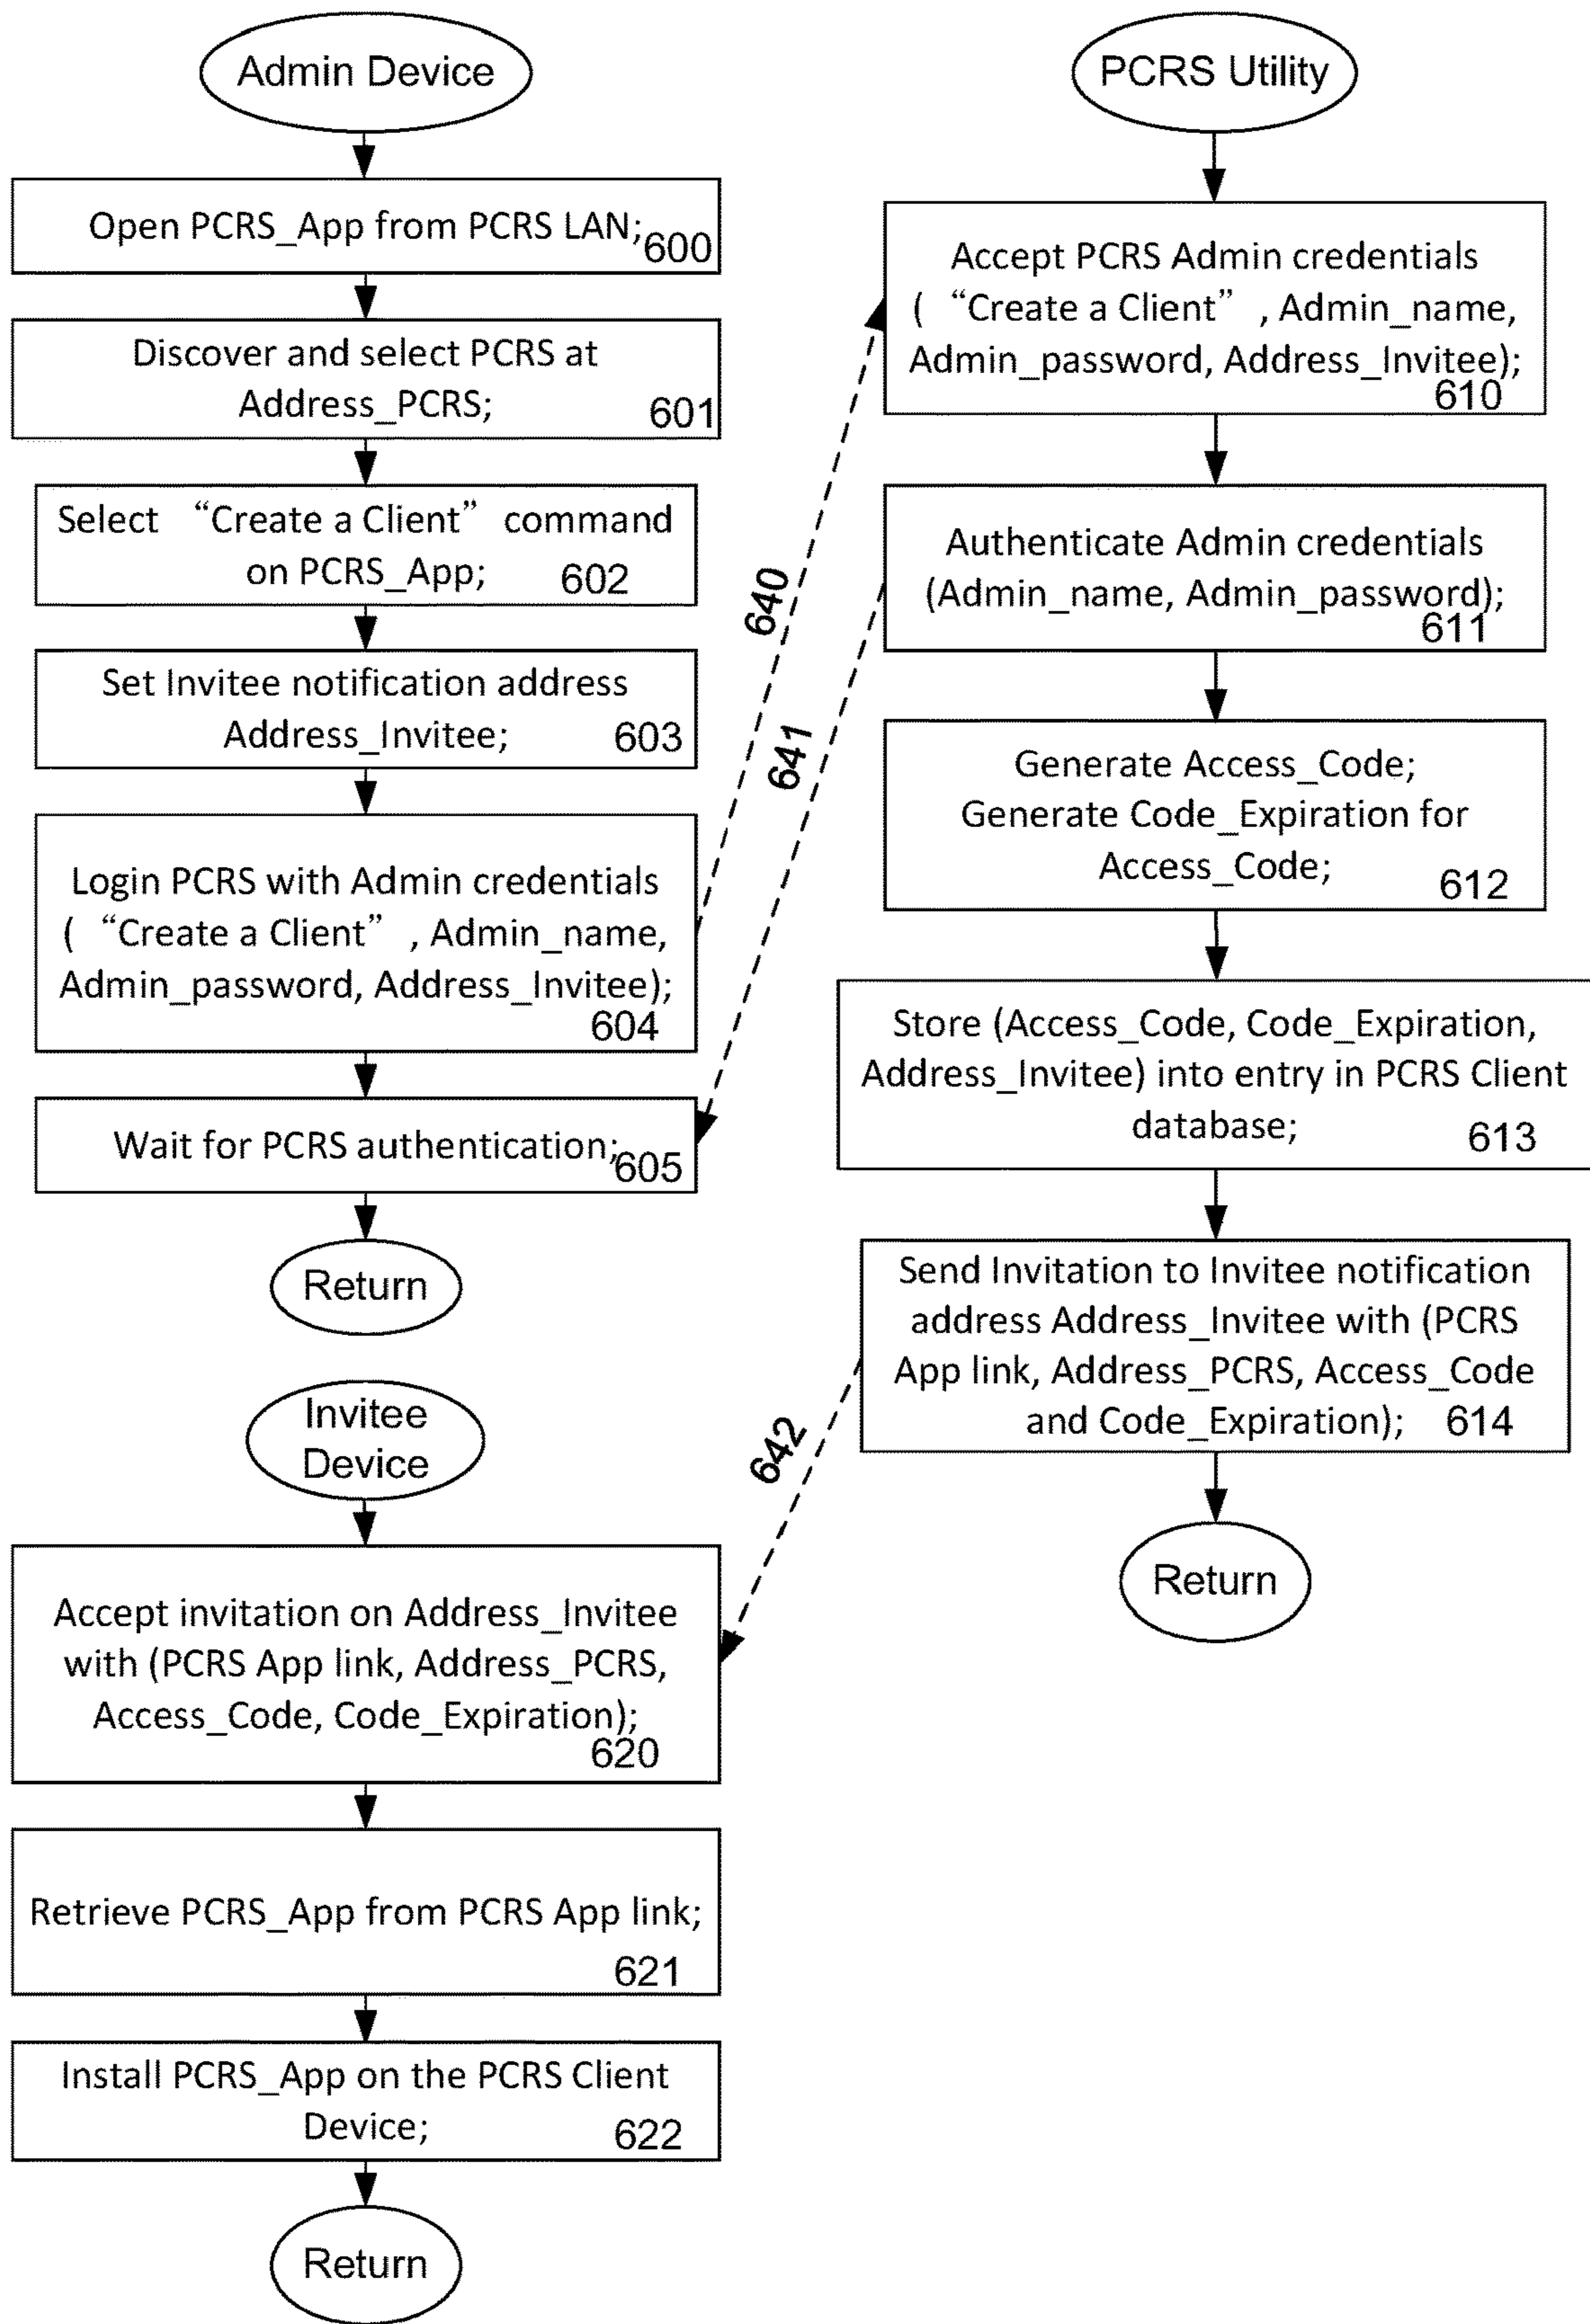 Admin Device
Open PCRS_App from PCRS LAN;
600
Discover and select PCRS at
Address_PCRS;
601
Select “Create a Client” command
on PCRS_App;
602
Set Invitee notification address
Address_Invitee;
603
Login PCRS with Admin credentials
( “Create a Client” , Admin_name,
Admin_password, Address_Invitee);
604
Wait for PCRS authentication;
605
Return
PCRS Utility
Accept PCRS Admin credentials
( “Create a Client” , Admin_name,
Admin_password, Address_Invitee);
610
Authenticate Admin credentials
(Admin_name, Admin_password);
611
Generate Access_Code;
Generate Code_Expiration for
Access_Code;
612
Store (Access_Code, Code_Expiration,
Address_Invitee) into entry in PCRS Client
database;
613
Send Invitation to Invitee notification
address Address_Invitee with (PCRS
App link, Address_PCRS, Access_Code
and Code_Expiration);
614
Return
640
641
642
Invitee
Device
Accept invitation on Address_Invitee
with (PCRS App link, Address_PCRS,
Access_Code, Code_Expiration);
620
Retrieve PCRS_App from PCRS App link;
621
Install PCRS_App on the PCRS Client
Device;
622
Return